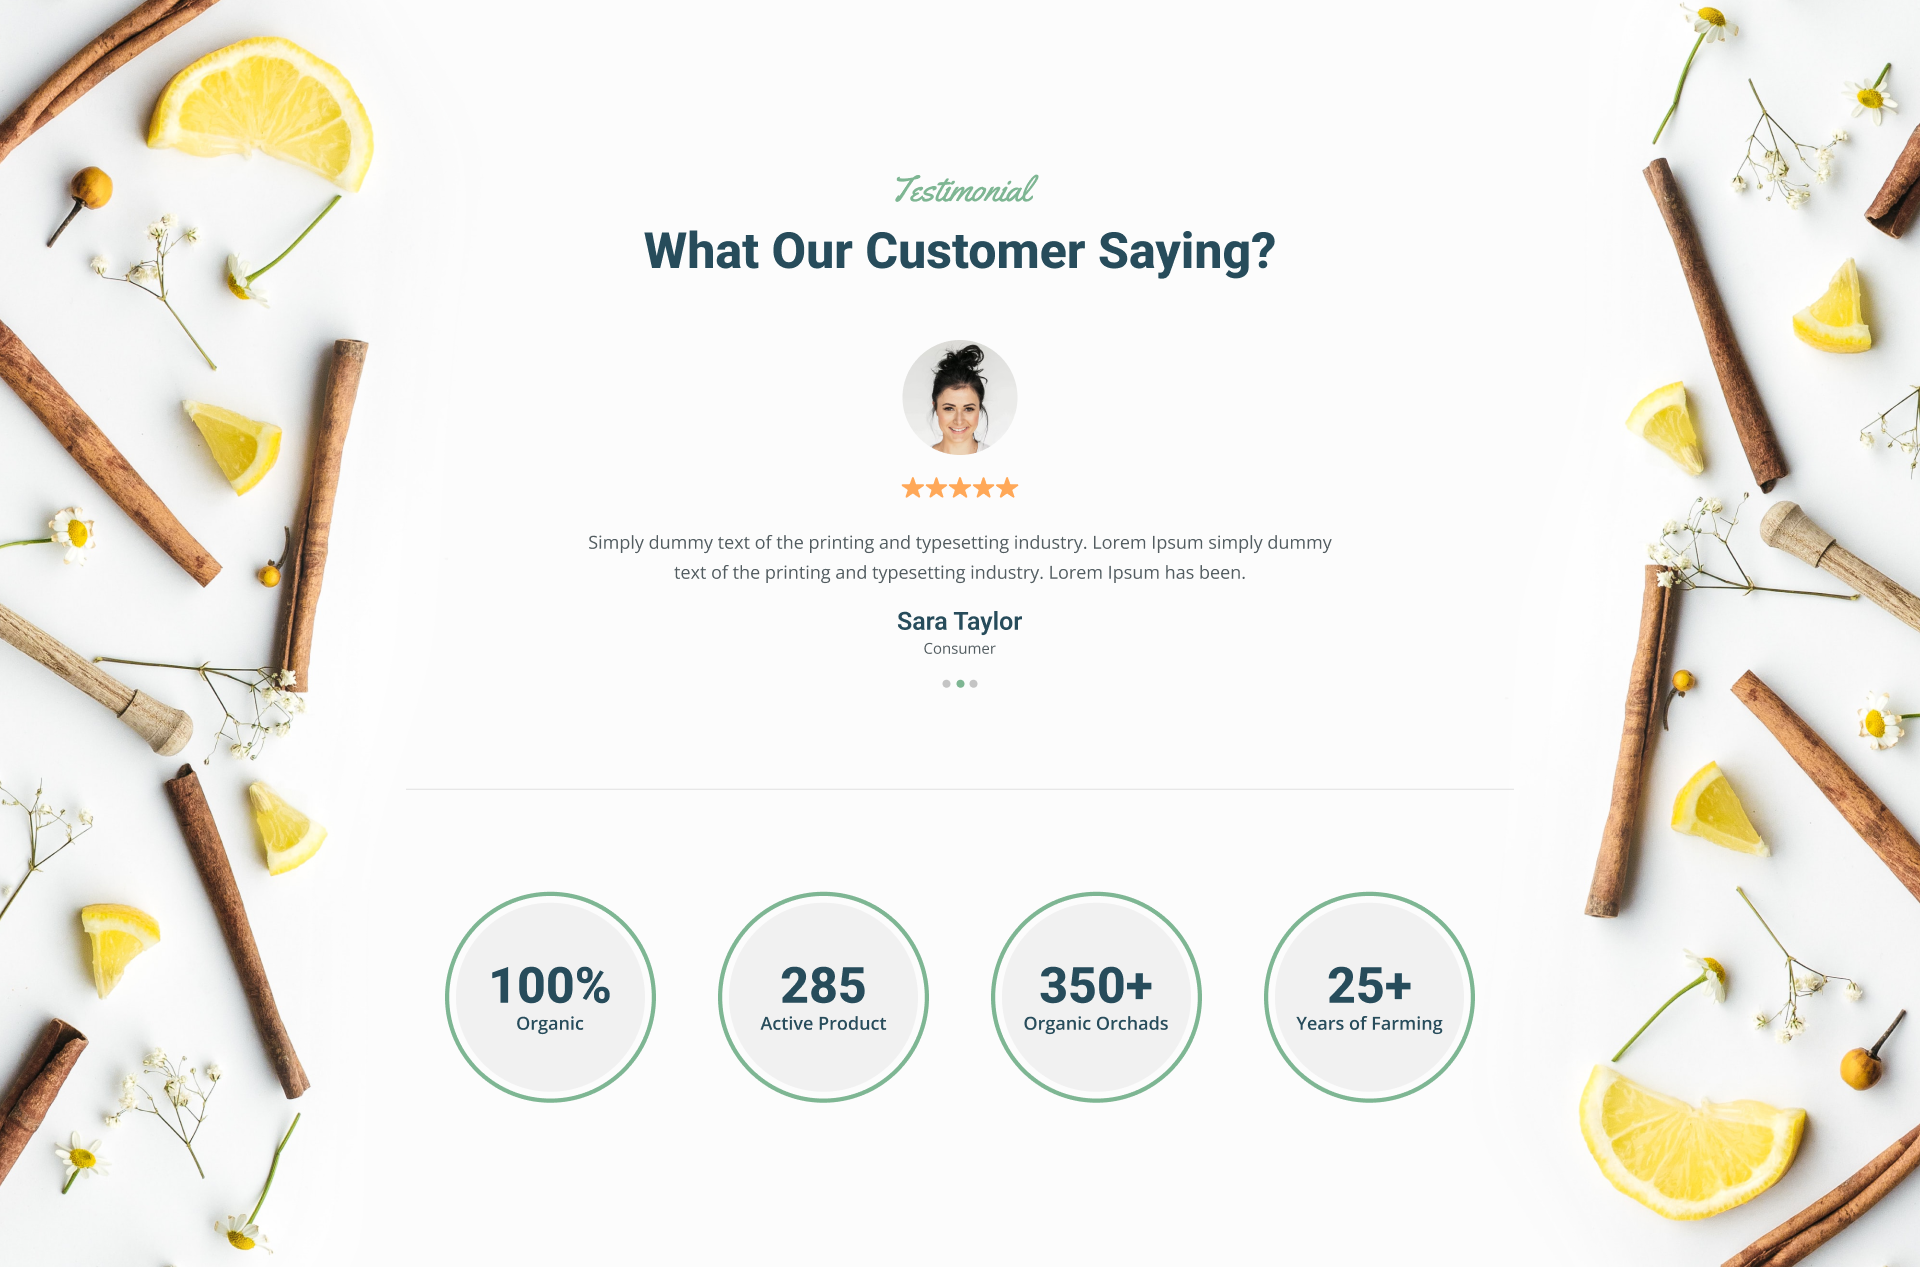 Testimonial
What Our Customer Saying?
Simply dummy text of the printing and typesetting industry. Lorem Ipsum simply dummy
text of the printing and typesetting industry. Lorem Ipsum has been.
Sara Taylor
Consumer
100%
Organic
285
Active Product
350+
Organic Orchads
25+
Years of Farming